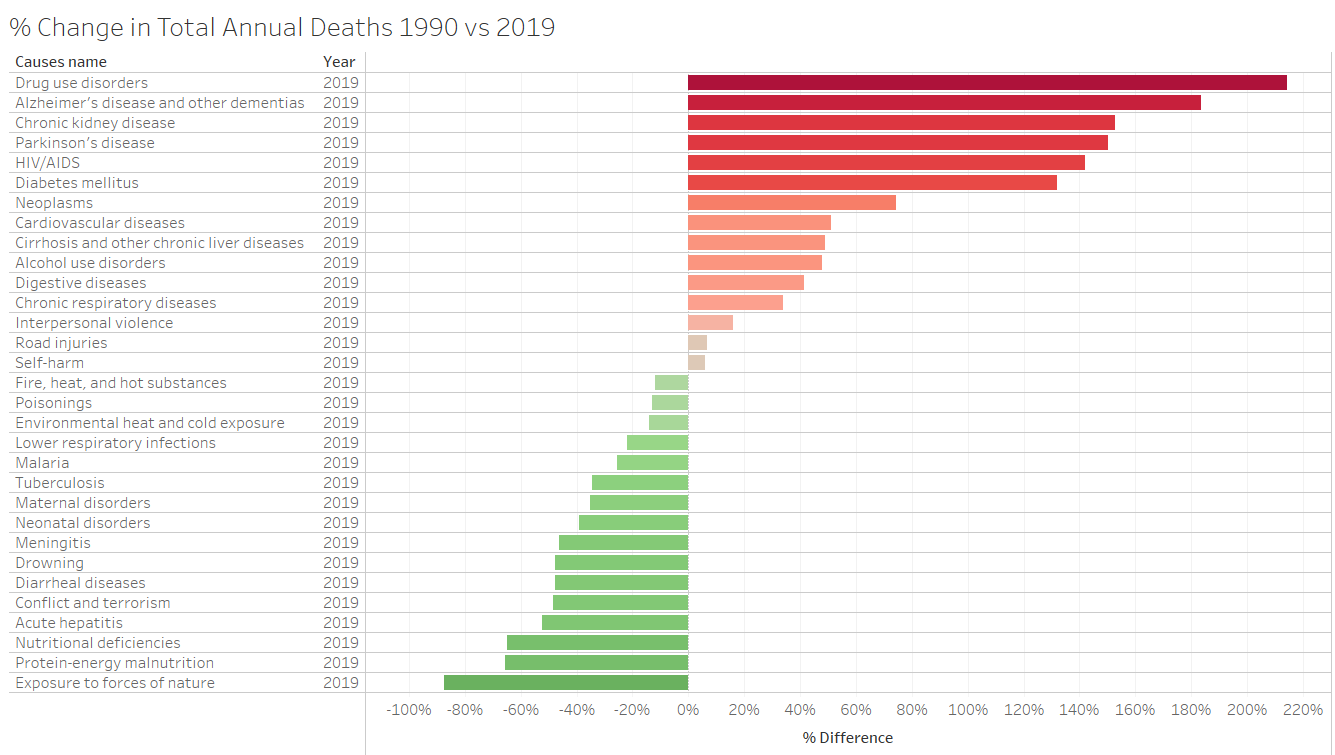 % Change in Total Annual Deaths 1990 vs 2019
Causes name Year
Drug use disorders 2019
Alzheimer's disease and other dementias 2019
Chronic kidney disease 2019
Parkinson's disease 2019
HIV/AIDS 2019
Diabetes mellitus 2019
Neoplasms 2019
Cardiovascular diseases 2019
Cirrhosis and other chronic liver diseases 2019
Alcohol use disorders 2019
Digestive diseases 2019
Chronic respiratory diseases 2019
Interpersonal violence 2019
Road injuries 2019
Self-harm 2019
Fire, heat, and hot substances 2019
Poisonings 2019
Environmental heat and cold exposure 2019
Lower respiratory infections 2019
Malaria 2019
Tuberculosis 2019
Maternal disorders 2019
Neonatal disorders 2019
Meningitis 2019
Drowning 2019
Diarrheal diseases 2019
Conflict and terrorism 2019
Acute hepatitis 2019
Nutritional deficiencies 2019
Protein-energy malnutrition 2019
Exposure to forces of nature 2019
-100% -80% -60% -40% -20% 0% 20% 40% 60% 80% 100% 120% 140% 160% 180% 200% 220%
% Difference